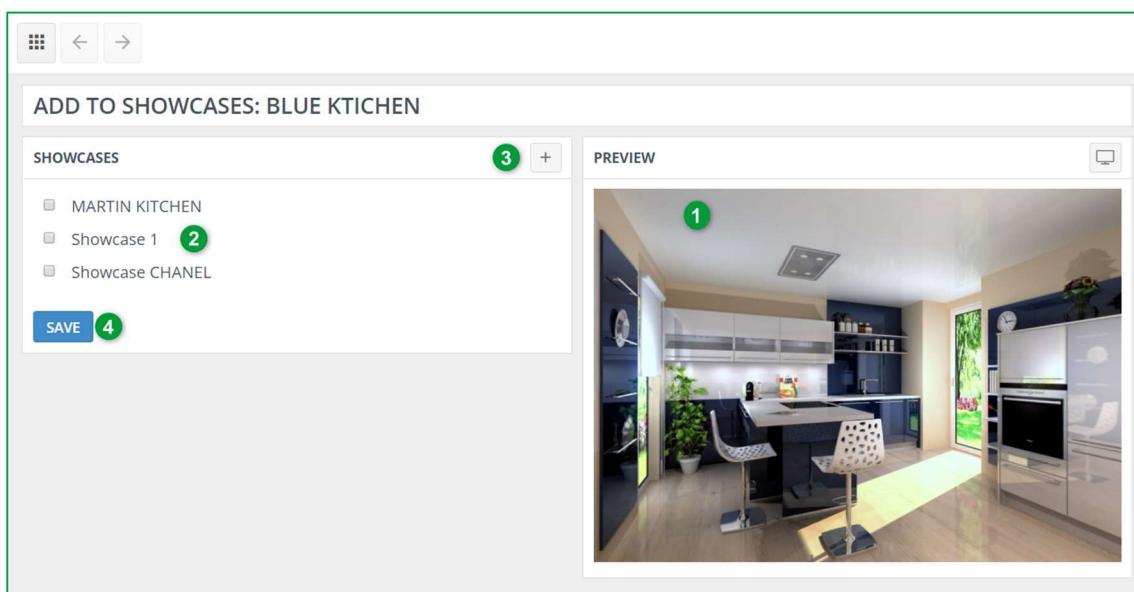 ADD TO SHOWCASES: BLUE KTICHEN
SHOWCASES
3
+
MARTIN KITCHEN
Showcase 1
2
Showcase CHANEL
SAVE
4
PREVIEW
1